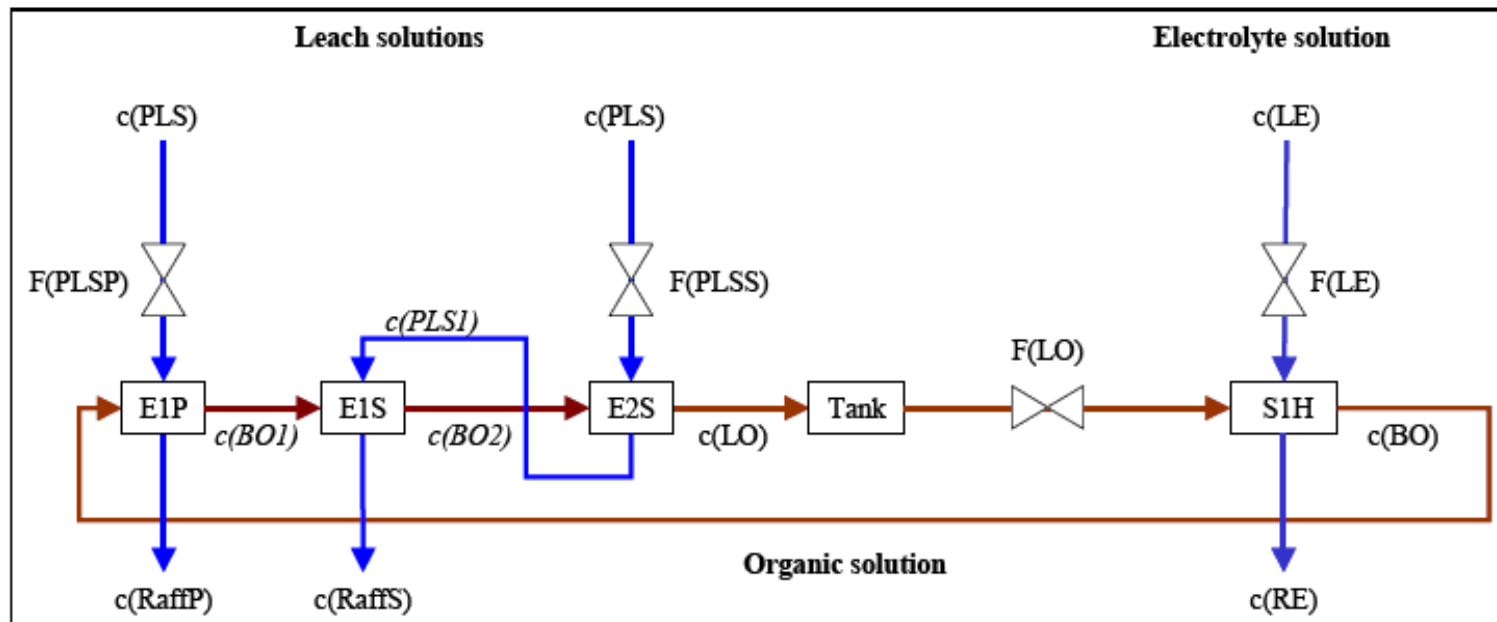 Leach solutions
Electrolyte solution
c(PLS)
c(PLS)
c(LE)
F(PLSP)
F(PLSS)
F(LE)
c(PLS1)
F(LO)
E1P
E1S
E2S
Tank
S1H
c(BO1)
c(BO2)
c(LO)
c(BO)
Organic solution
c(RaffP)
c(RaffS)
c(RE)